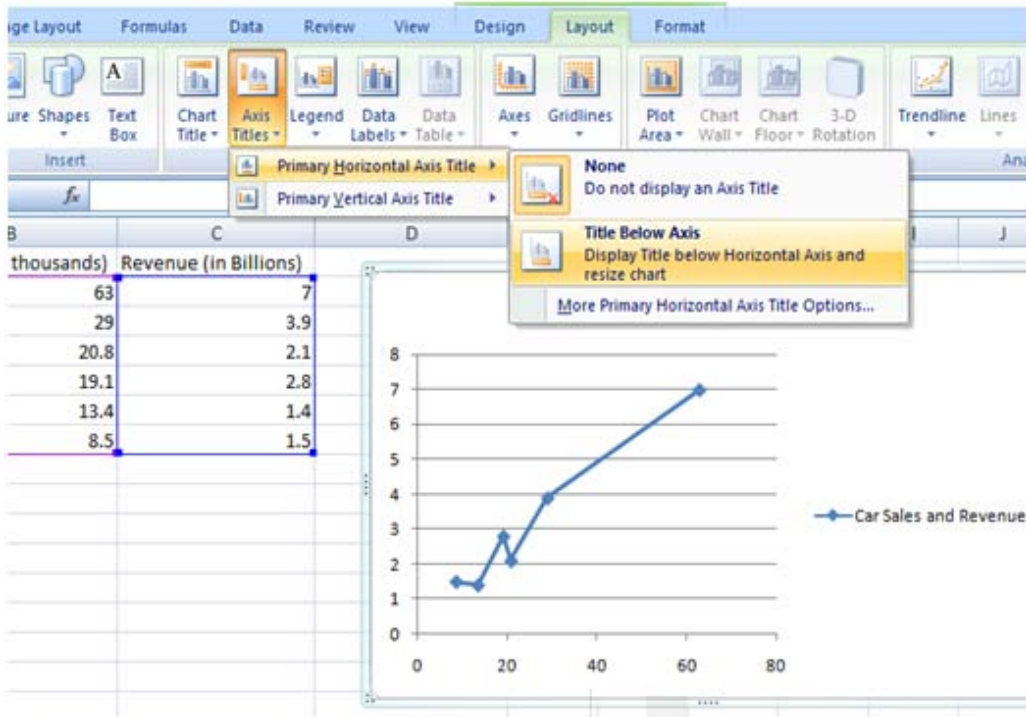 Formulas Data Review View Design Layout Format
Shapes Text Box Chart Title Axis Titles Legend Data Labels Data Table Axes Gridlines Plot Area Chart Wall Chart Floor 3-D Rotation Trendline Lines
Insert
Primary Horizontal Axis Title
Primary Vertical Axis Title
None
Do not display an Axis Title
Title Below Axis
Display Title below Horizontal Axis and
resize chart
More Primary Horizontal Axis Title Options...
fx
B C D I J
thousands) Revenue (in Billions)
63 7
29 3.9
20.8 2.1
19.1 2.8
13.4 1.4
8.5 1.5
8
7
6
5
4
3
2
1
0
0 20 40 60 80
Car Sales and Revenue